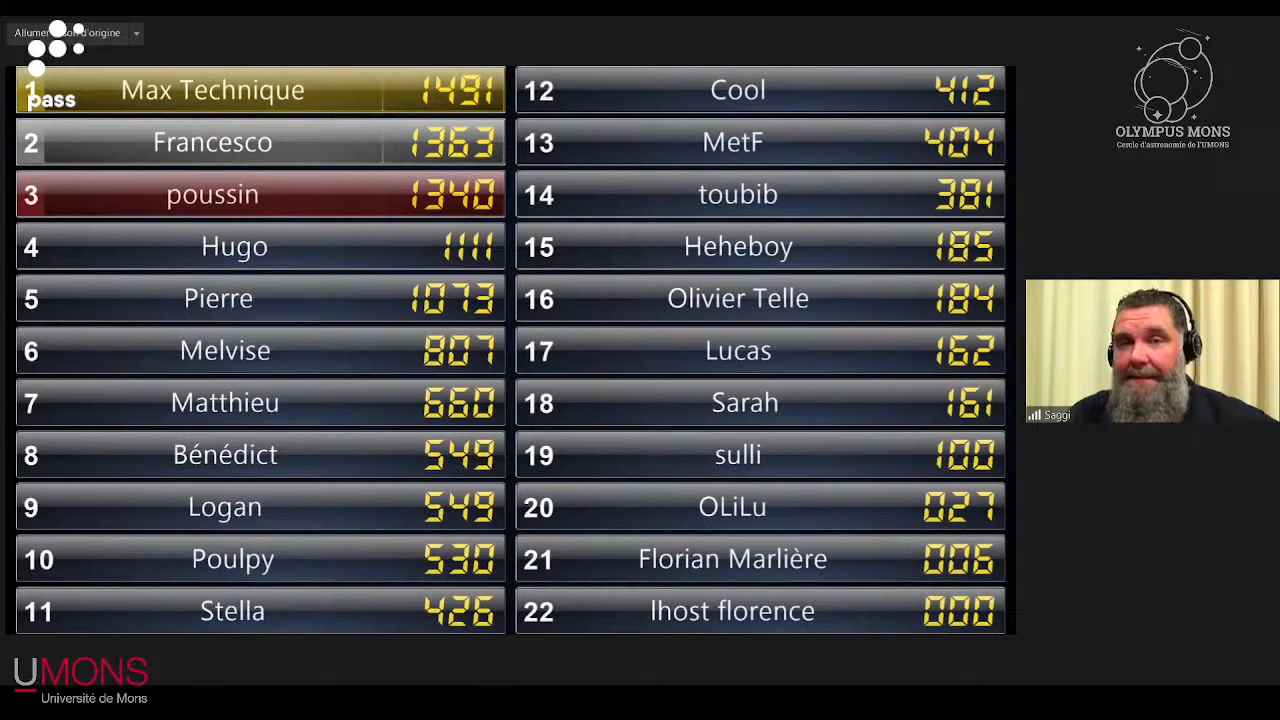 Allumer le son d'origine
pass
1 Max Technique 1491
2 Francesco 1363
3 poussin 1340
4 Hugo 1111
5 Pierre 1073
6 Melvise 807
7 Matthieu 660
8 Bénédict 549
9 Logan 549
10 Poulpy 530
11 Stella 426
12 Cool 412
13 MetF 404
14 toubib 381
15 Heheboy 185
16 Olivier Telle 184
17 Lucas 162
18 Sarah 161
19 sulli 100
20 OLiLu 027
21 Florian Marlière 006
22 lhost florence 000
OLYMPUS MONS
Cercle d'astronomie de l'UMONS
Saggi
UMONS
Université de Mons